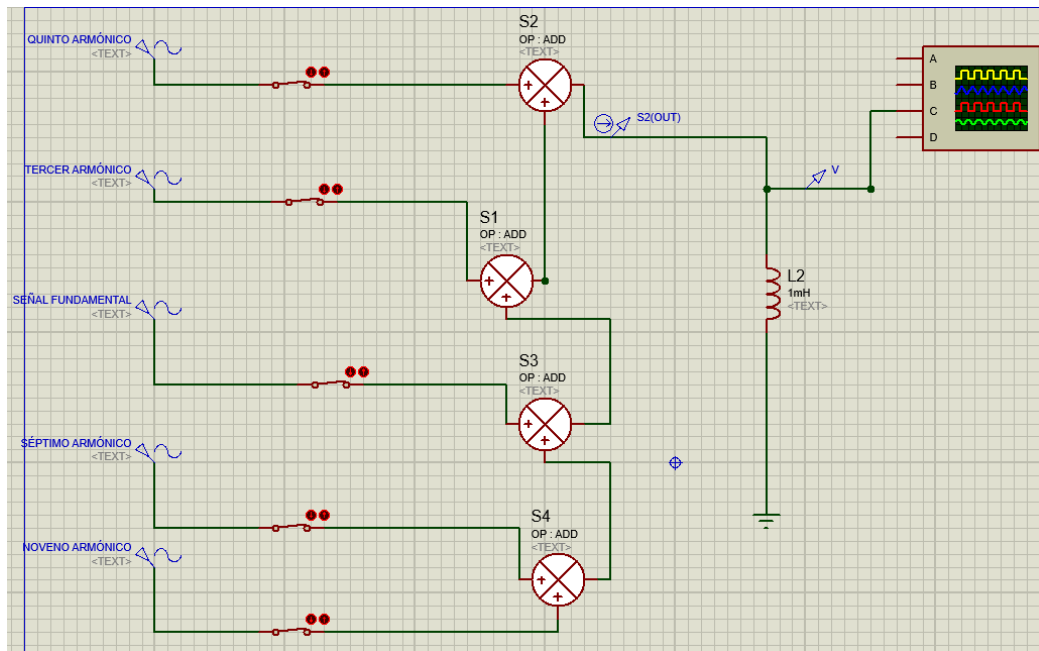 S2
OP : ADD
<TEXT>
QUINTO ARMÓNICO
<TEXT>
A
B
C
D
S2(OUT)
TERCER ARMÓNICO
<TEXT>
V
S1
OP : ADD
<TEXT>
L2
1mH
<TEXT>
SEÑAL FUNDAMENTAL
<TEXT>
S3
OP : ADD
<TEXT>
SÉPTIMO ARMÓNICO
<TEXT>
S4
OP : ADD
<TEXT>
NOVENO ARMÓNICO
<TEXT>